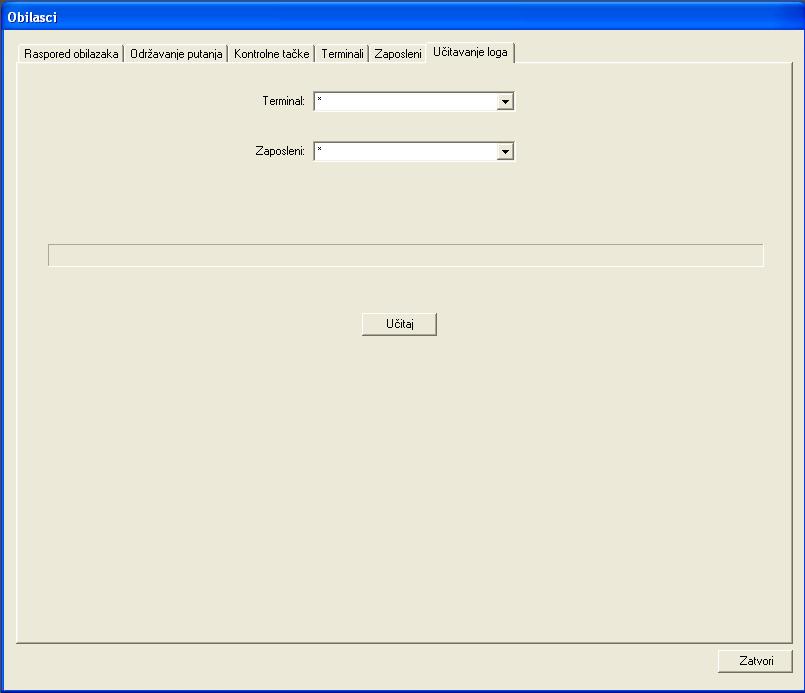 Obilasci
Raspored obilazaka Održavanje putanja Kontrolne tačke Terminali Zaposleni Učitavanje loga
Terminal: *
Zaposleni: *
Učitaj
Zatvori